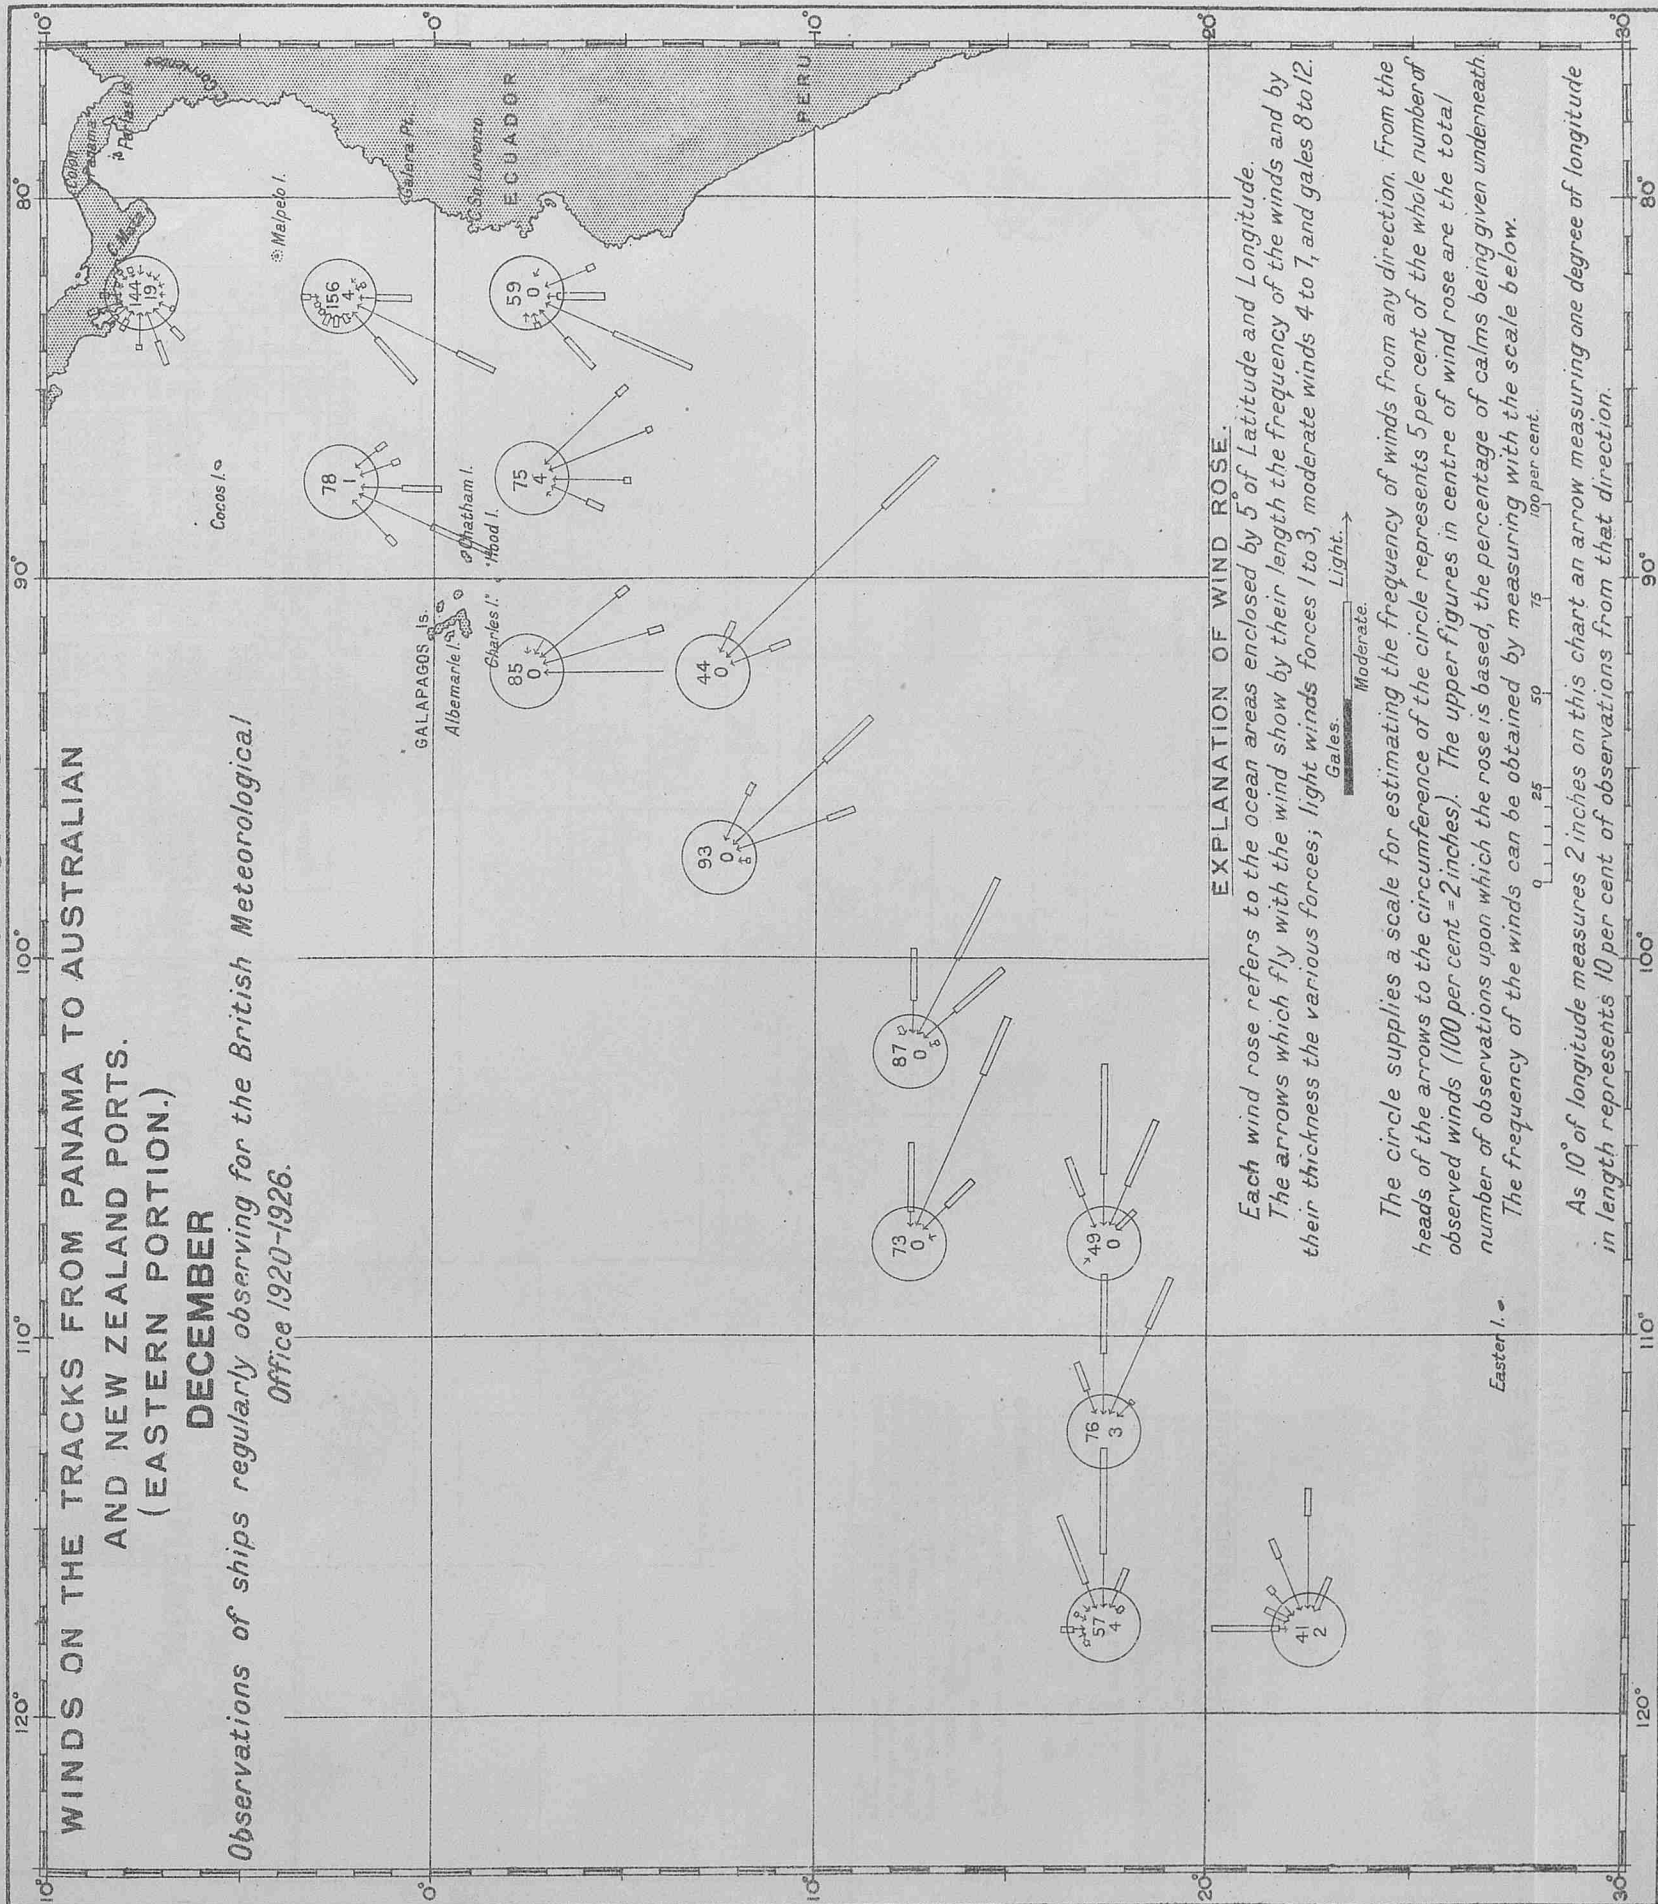 WINDS ON THE TRACKS FROM PANAMA TO AUSTRALIAN
AND NEW ZEALAND PORTS.
(EASTERN PORTION.)
DECEMBER
Observations of ships regularly observing for the British Meteorological
Office 1920-1926.
120°
110°
100°
90°
80°
10°
10°
0°
0°
10°
10°
20°
20°
30°
30°
Colon
Panama
Perlas Is.
C. Mala
C. Corrientes
Malpelo I.
Cocos I.
Galera Pt.
C. San Lorenzo
ECUADOR
PERU
GALAPAGOS Is.
Albemarle I.
Charles I.
Chatham I.
Hood I.
Easter I.
144
19
156
4
78
1
59
0
75
4
85
0
44
0
93
0
87
0
73
0
49
0
76
3
57
4
41
2
EXPLANATION OF WIND ROSE.
Each wind rose refers to the ocean areas enclosed by 5° of Latitude and Longitude.
The arrows which fly with the wind show by their length the frequency of the winds and by
their thickness the various forces; light winds forces 1 to 3, moderate winds 4 to 7, and gales 8 to 12.
Gales.
Light.
Moderate.
The circle supplies a scale for estimating the frequency of winds from any direction. From the
heads of the arrows to the circumference of the circle represents 5 per cent of the whole number of
observed winds (100 per cent = 2 inches). The upper figures in centre of wind rose are the total
number of observations upon which the rose is based, the percentage of calms being given underneath.
The frequency of the winds can be obtained by measuring with the scale below.
0 25 50 75 100 per cent.
As 10° of longitude measures 2 inches on this chart an arrow measuring one degree of longitude
in length represents 10 per cent of observations from that direction.
120°
110°
100°
90°
80°